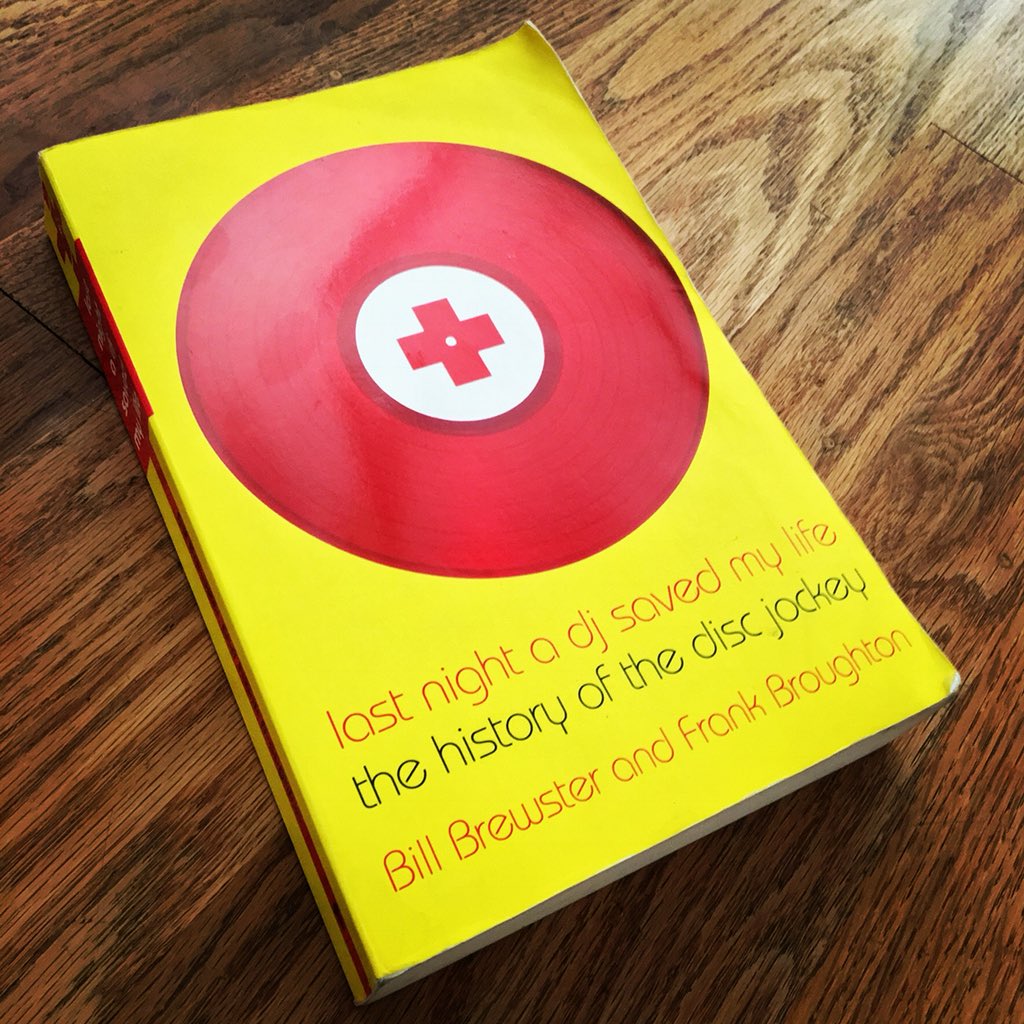 last night a dj saved my life
the history of the disc jockey
Bill Brewster and Frank Broughton